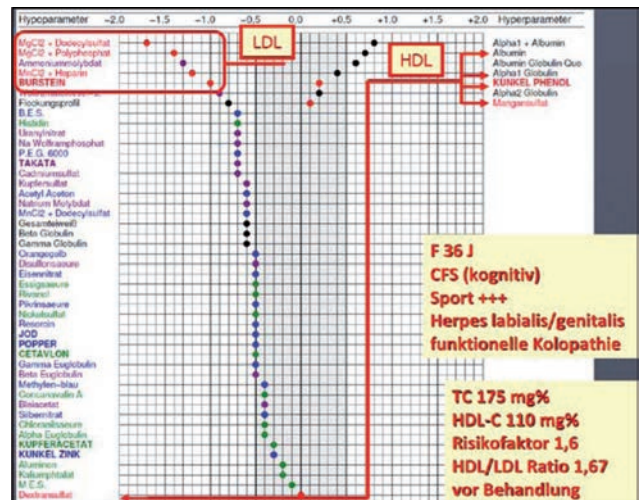 Hypoparameter -2.0 -1.5 -1.0 -0.5 0.0 +0.5 +1.0 +1.5 +2.0 Hyperparameter
MgCl2 + Dodecylsulfat
MgCl2 + Polyphosphat
Ammoniummolybdat
MnCl2 + Heparin
BURSTEIN
Flockungsprofil
B.E.S.
Histidin
Uranylnitrat
Na Wolframphosphat
P.E.G. 6000
TAKATA
Cadmiumsulfat
Kupfersulfat
Acetyl Aceton
Natrium Molybdat
MnCl2 + Dodecylsulfat
Gesamteiweiß
Beta Globulin
Gamma Globulin
Orangegelb
Disulfonsaeure
Eisennitrat
Essigsaeure
Rivanol
Pikrinsaeure
Nickelsulfat
Resorcin
JOD
POPPER
CETAVLON
Gamma Euglobulin
Beta Euglobulin
Methylen-blau
Concanavalin A
Bleiacetat
Silbernitrat
Chloranilsaeure
Alpha Euglobulin
KUPFERACETAT
KUNKEL ZINK
Aluminon
Kaliumphtalat
M.E.S.
Dextransulfat
LDL
HDL
Alpha1 + Albumin
Albumin
Albumin Globulin Quo
Alpha1 Globulin
KUNKEL PHENOL
Alpha2 Globulin
Mangansulfat
F 36 J
CFS (kognitiv)
Sport +++
Herpes labialis/genitalis
funktionelle Kolopathie
TC 175 mg%
HDL-C 110 mg%
Risikofaktor 1,6
HDL/LDL Ratio 1,67
vor Behandlung